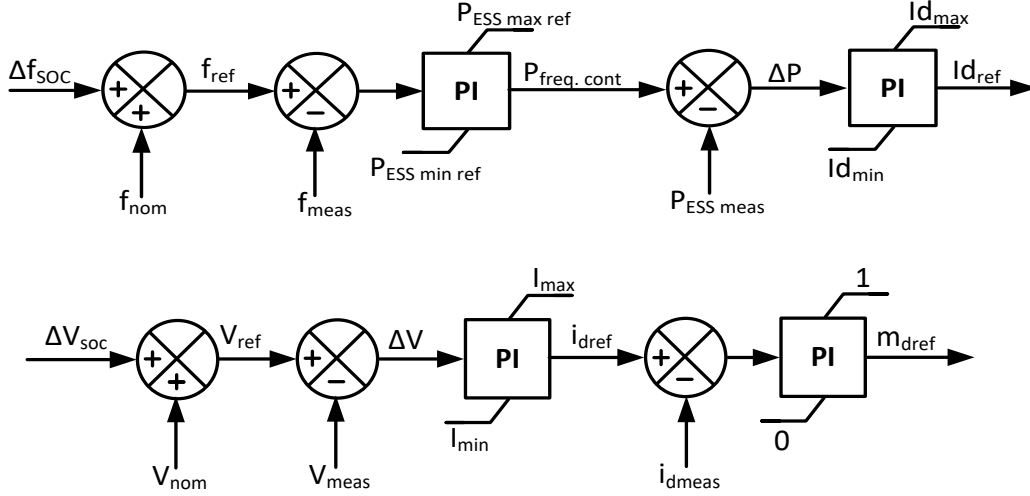 P_ESS max ref
Id_max
Δf_SOC
+
+
f_ref
+
−
PI
P_freq. cont
+
−
ΔP
PI
Id_ref
P_ESS min ref
Id_min
f_nom
f_meas
P_ESS meas
I_max
1
ΔV_soc
+
+
V_ref
+
−
ΔV
PI
i_dref
+
−
PI
m_dref
I_min
0
V_nom
V_meas
i_dmeas